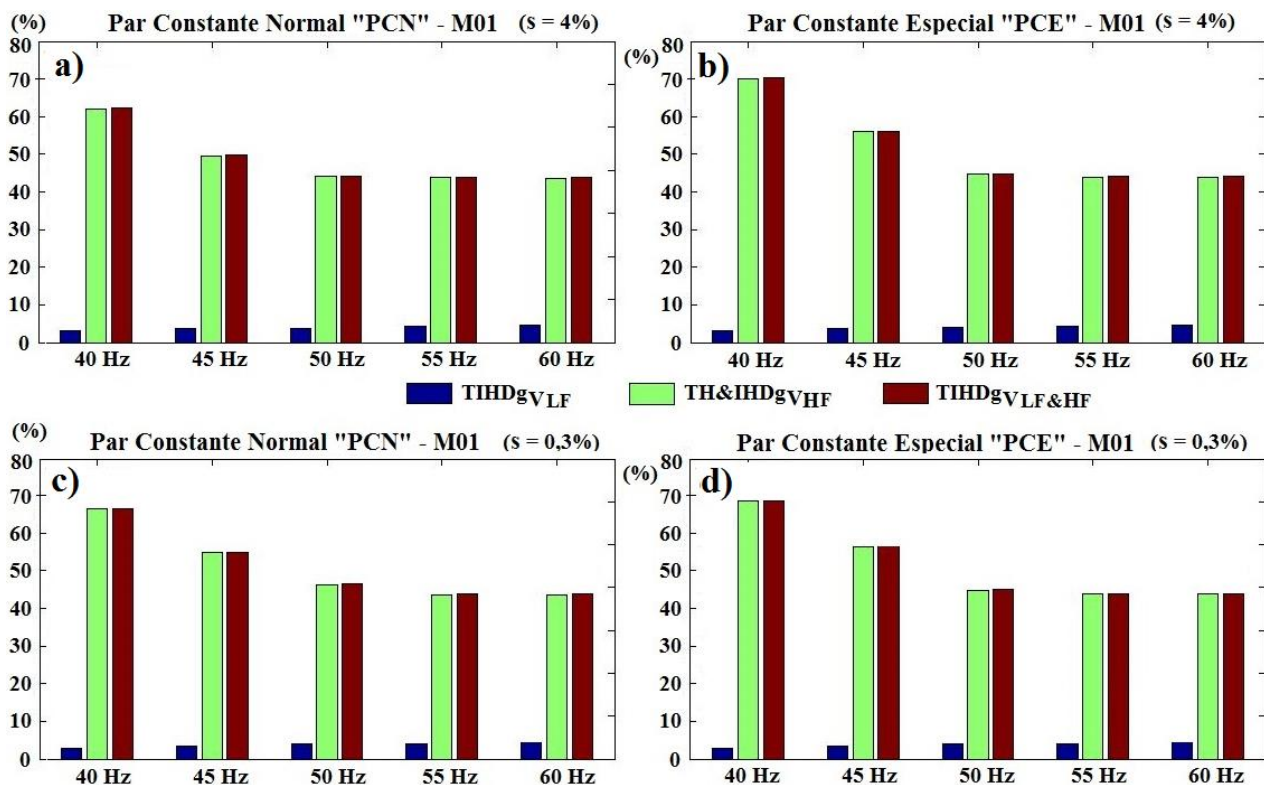 (%) Par Constante Normal "PCN" - M01 (s = 4%)
a)
80
70
60
50
40
30
20
10
0
40 Hz 45 Hz 50 Hz 55 Hz 60 Hz
Par Constante Especial "PCE" - M01 (s = 4%)
(%)
b)
80
70
60
50
40
30
20
10
0
40 Hz 45 Hz 50 Hz 55 Hz 60 Hz
TIHDgVLF TH&IHDgVHF TIHDgVLF&HF
(%) Par Constante Normal "PCN" - M01 (s = 0,3%)
c)
80
70
60
50
40
30
20
10
0
40 Hz 45 Hz 50 Hz 55 Hz 60 Hz
Par Constante Especial "PCE" - M01 (s = 0,3%)
(%)
d)
80
70
60
50
40
30
20
10
0
40 Hz 45 Hz 50 Hz 55 Hz 60 Hz